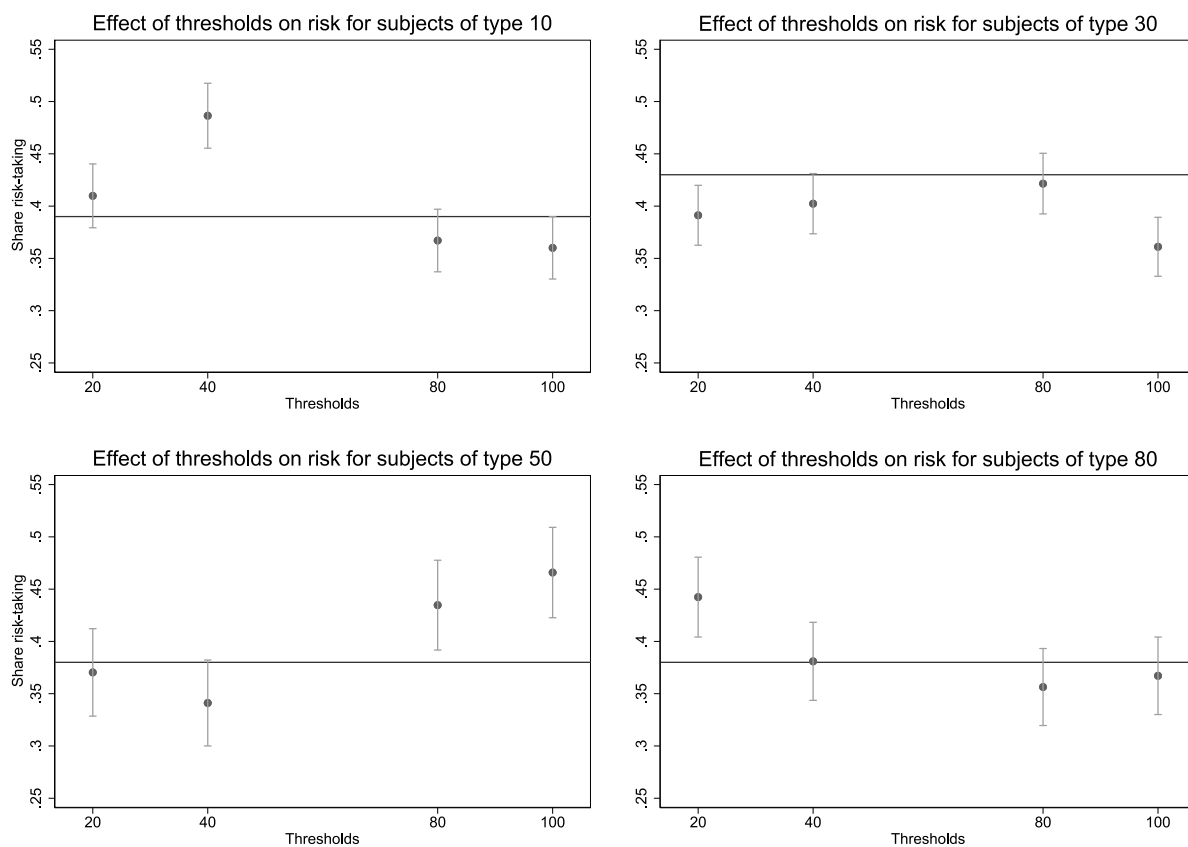 Effect of thresholds on risk for subjects of type 10
Share risk-taking
.55
.5
.45
.4
.35
.3
.25
20 40 80 100
Thresholds
Effect of thresholds on risk for subjects of type 30
.55
.5
.45
.4
.35
.3
.25
20 40 80 100
Thresholds
Effect of thresholds on risk for subjects of type 50
Share risk-taking
.55
.5
.45
.4
.35
.3
.25
20 40 80 100
Thresholds
Effect of thresholds on risk for subjects of type 80
.55
.5
.45
.4
.35
.3
.25
20 40 80 100
Thresholds